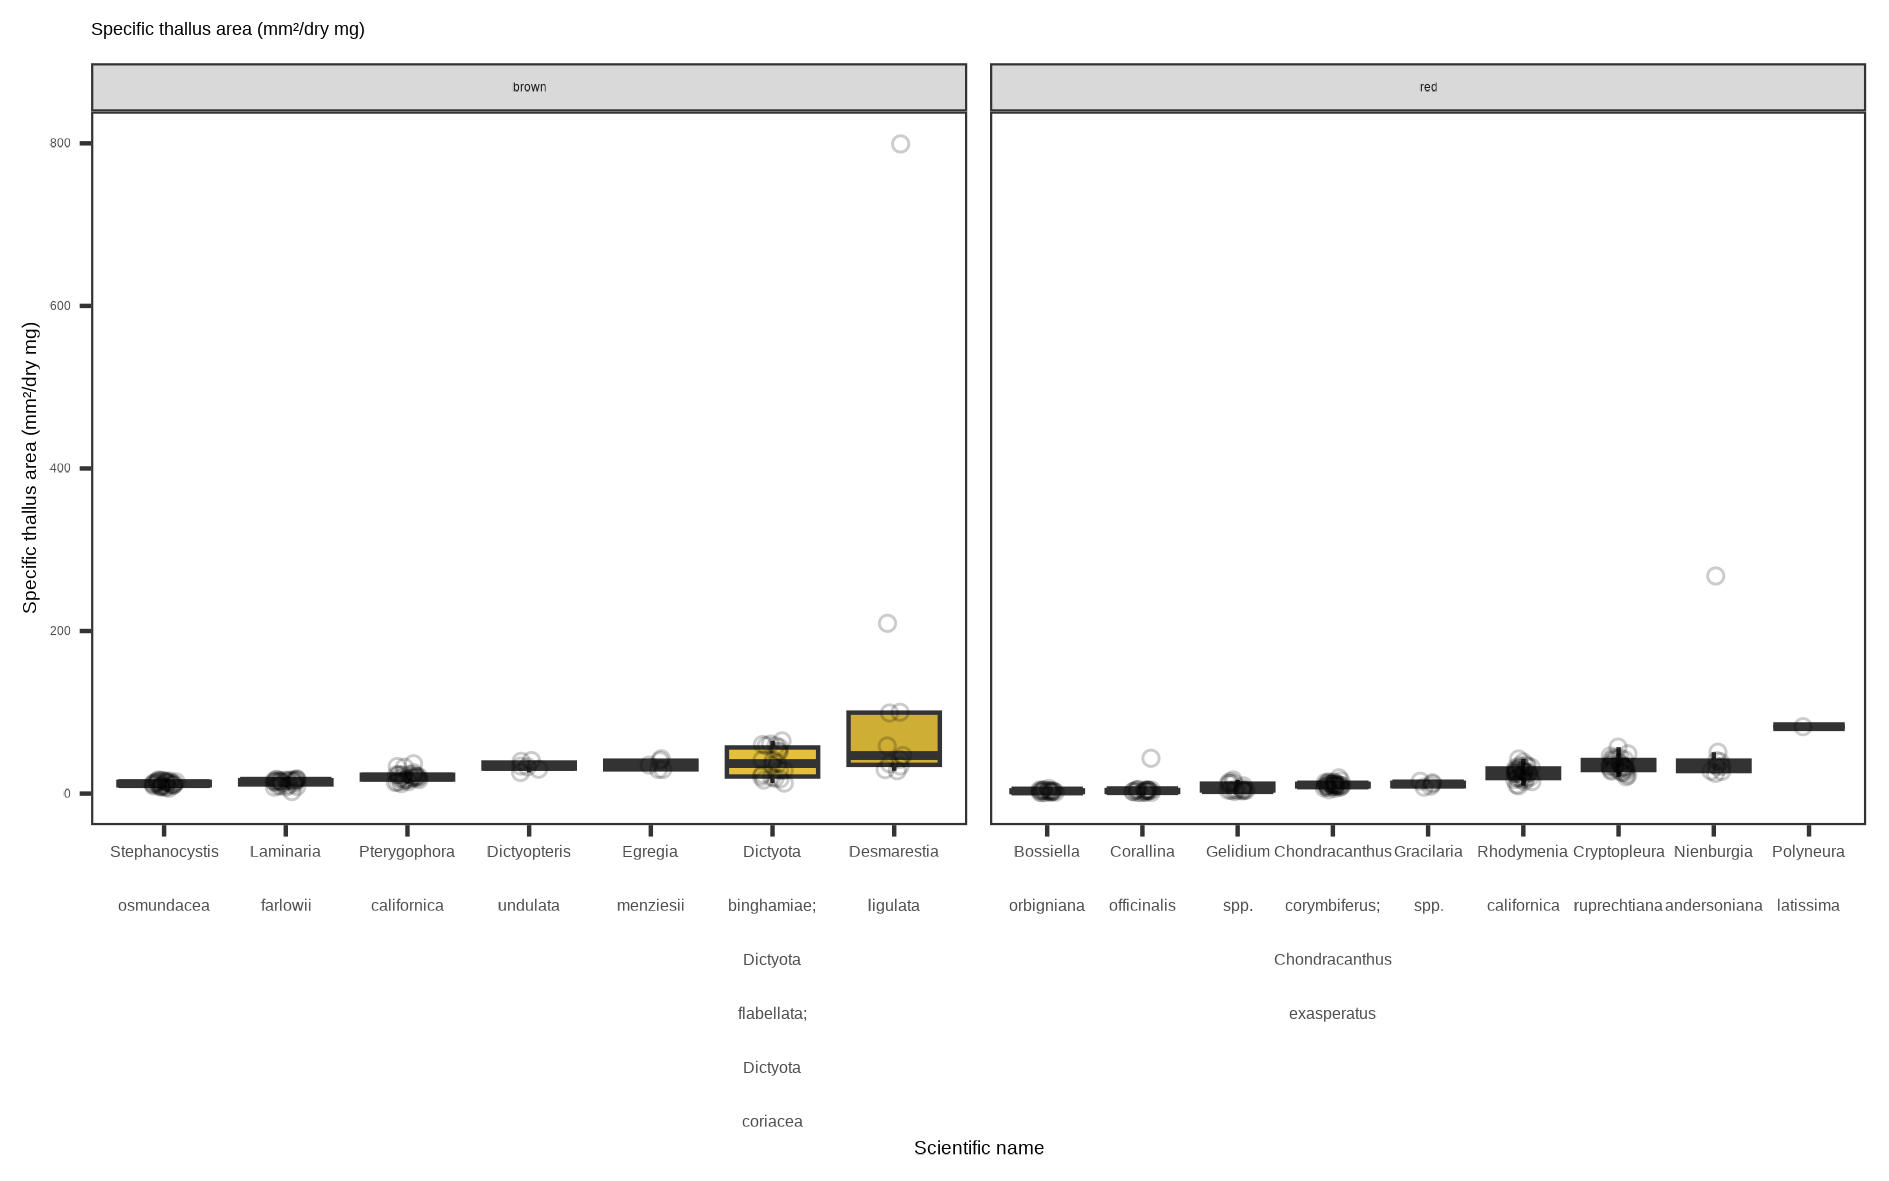 Specific thallus area (mm²/dry mg)
brown
red
800
600
400
200
0
Specific thallus area (mm²/dry mg)
Stephanocystis Laminaria Pterygophora Dictyopteris Egregia Dictyota Desmarestia Bossiella Corallina Gelidium Chondracanthus Gracilaria Rhodymenia Cryptopleura Nienburgia Polyneura
osmundacea farlowii californica undulata menziesii binghamiae; ligulata orbigniana officinalis spp. corymbiferus; spp. californica ruprechtiana andersoniana latissima
Dictyota Chondracanthus
flabellata; exasperatus
Dictyota
coriacea
Scientific name